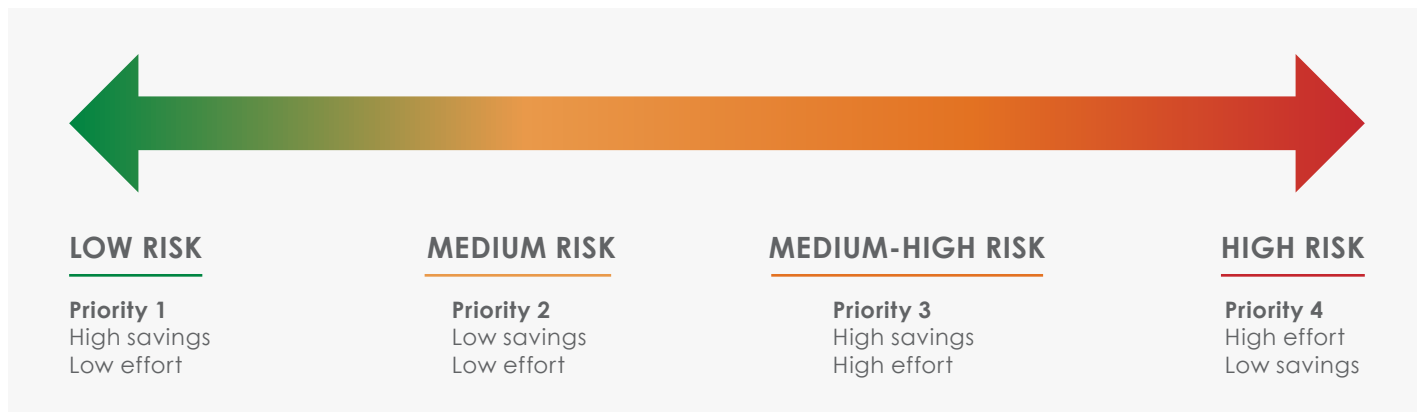 LOW RISK
MEDIUM RISK
MEDIUM-HIGH RISK
HIGH RISK
Priority 1
High savings
Low effort
Priority 2
Low savings
Low effort
Priority 3
High savings
High effort
Priority 4
High effort
Low savings